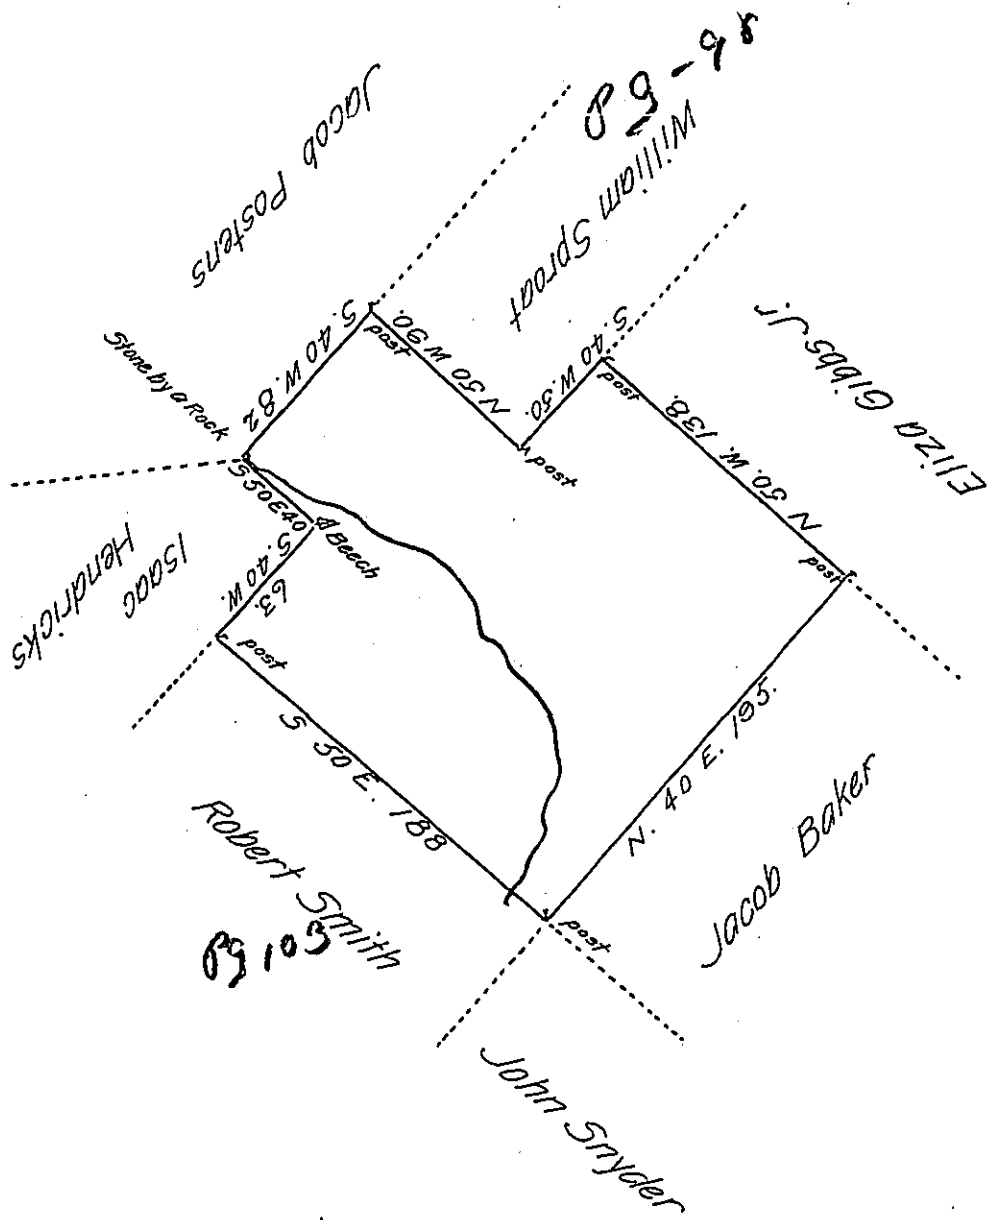 Pg-98
Jacob Postens
William Sproat
Eliza Gibbs Jr.
Stone by a Rock
S. 40 W. 82
post
N 50 W 90.
S. 40 W. 50.
post
post
N 50. W. 138.
post
S 50 E 40
Beech
Isaac
Hendricks
S. 40 W.
63.
post
S 50 E. 188
N. 40 E. 195.
post
Robert Smith
Pg 103
Jacob Baker
John Snyder